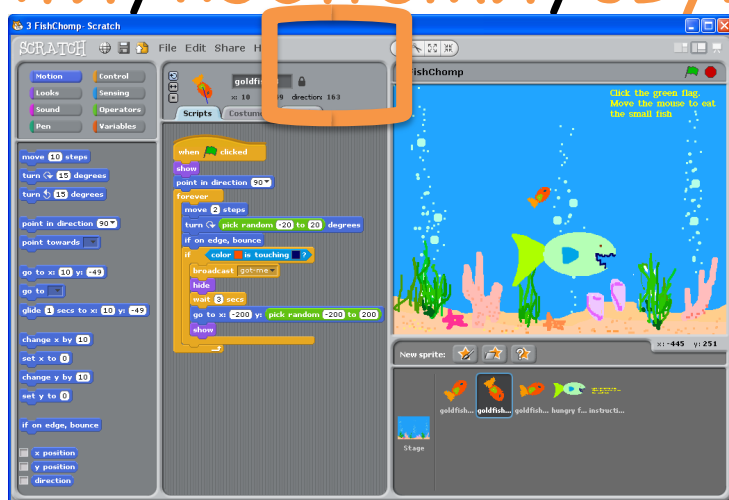 3 FishChomp- Scratch
SCRATCH File Edit Share
Motion Control
Looks Sensing
Sound Operators
Pen Variables
move 10 steps
turn 15 degrees
turn 15 degrees
point in direction 90
point towards
go to x: 10 y: -49
go to
glide 1 secs to x: 10 y: -49
change x by 10
set x to 0
change y by 10
set y to 0
if on edge, bounce
x position
y position
direction
x: 10 direction: 163
Scripts
when clicked
show
point in direction 90
forever
move 2 steps
turn pick random -20 to 20 degrees
if on edge, bounce
if color is touching ?
broadcast got-me
hide
wait 3 secs
go to x: -200 y: pick random -200 to 200
show
Click the green flag.
Move the mouse to eat
the small fish
x: -445 y: 251
New sprite:
goldfish... goldfish... goldfish... hungry f... instructi...
Stage